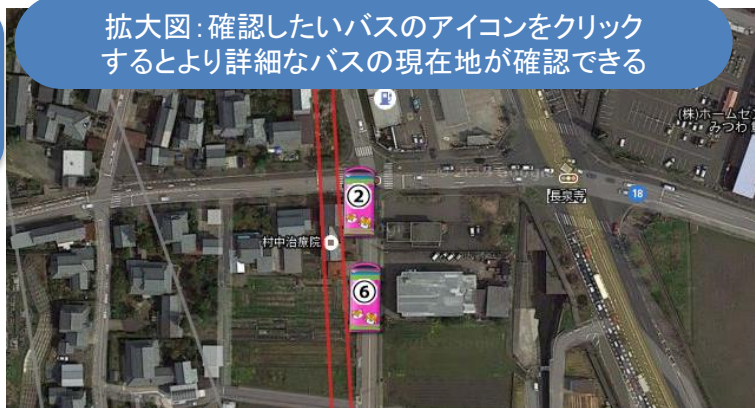 拡大図:確認したいバスのアイコンをクリック
するとより詳細なバスの現在地が確認できる
(株)ホームセン
みつわ
②
長泉寺
18
村中治療院
⑥